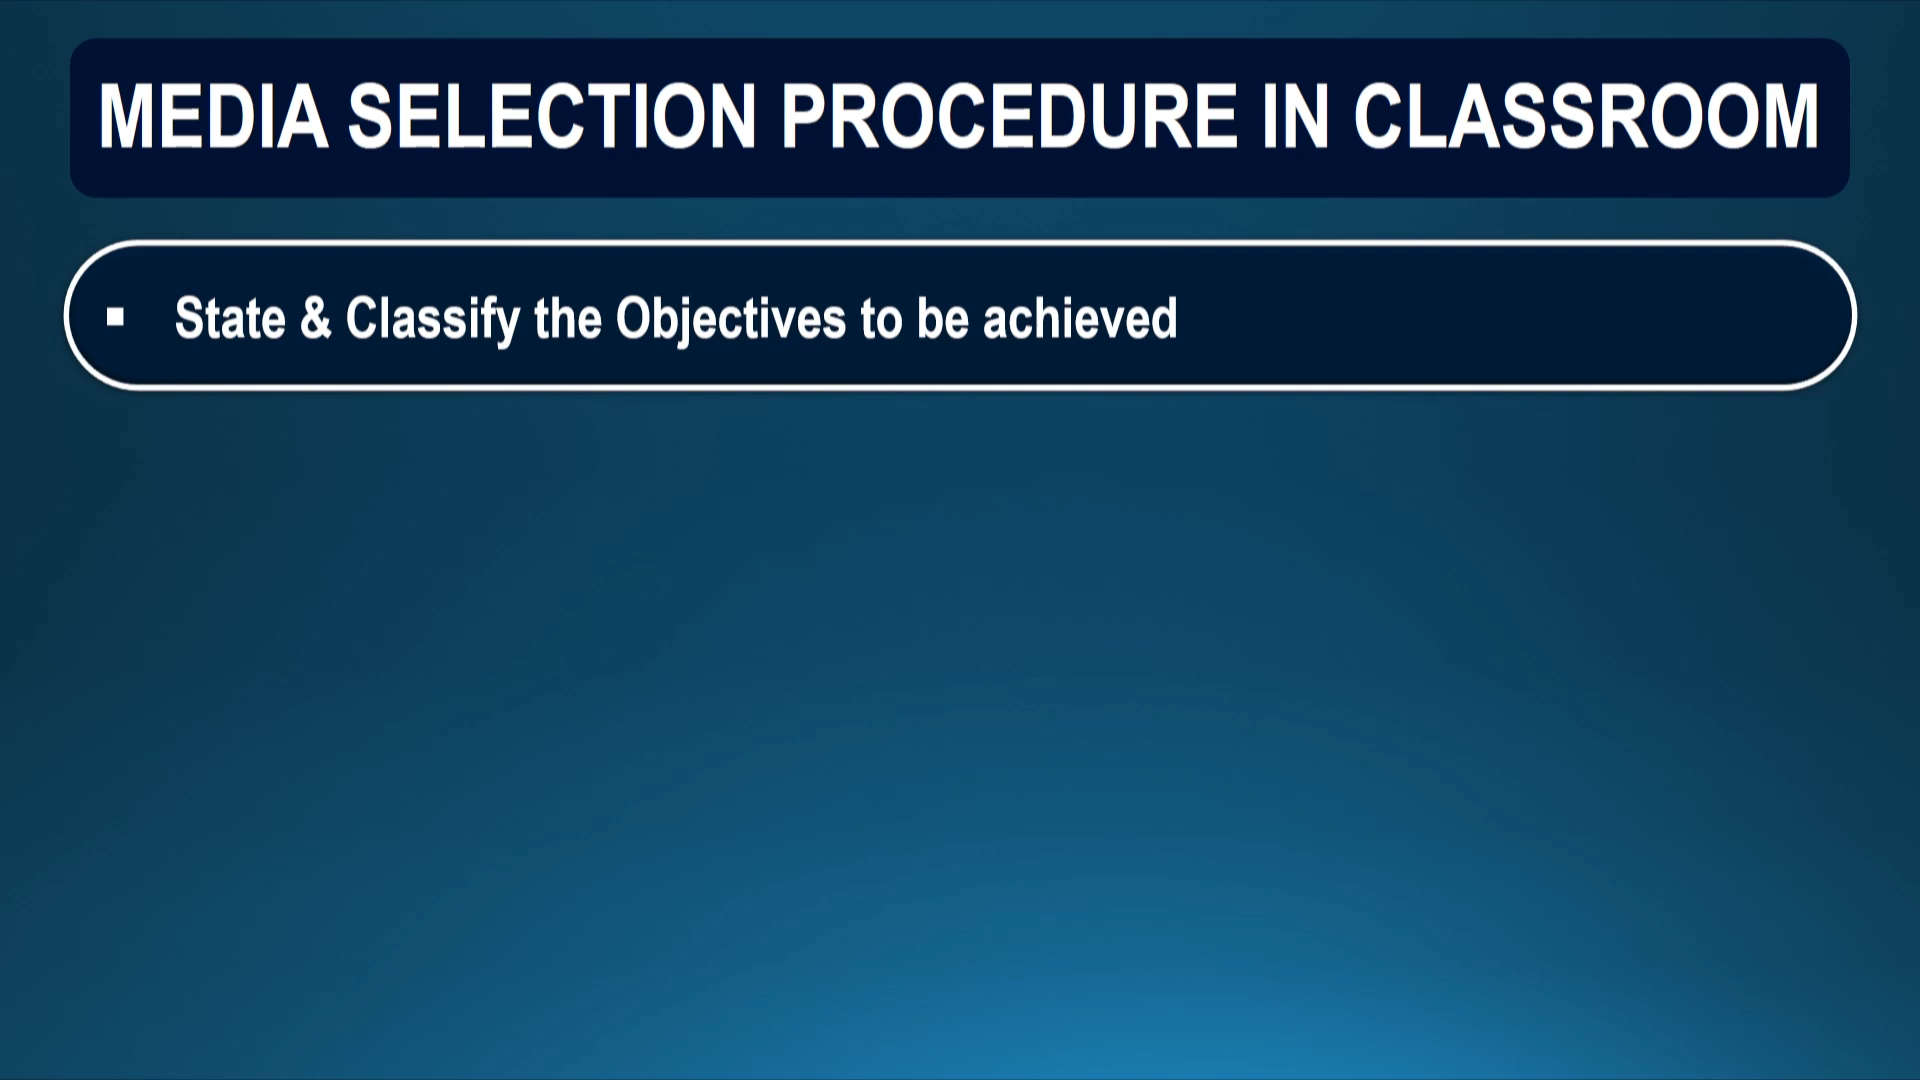 MEDIA SELECTION PROCEDURE IN CLASSROOM
▪ State & Classify the Objectives to be achieved